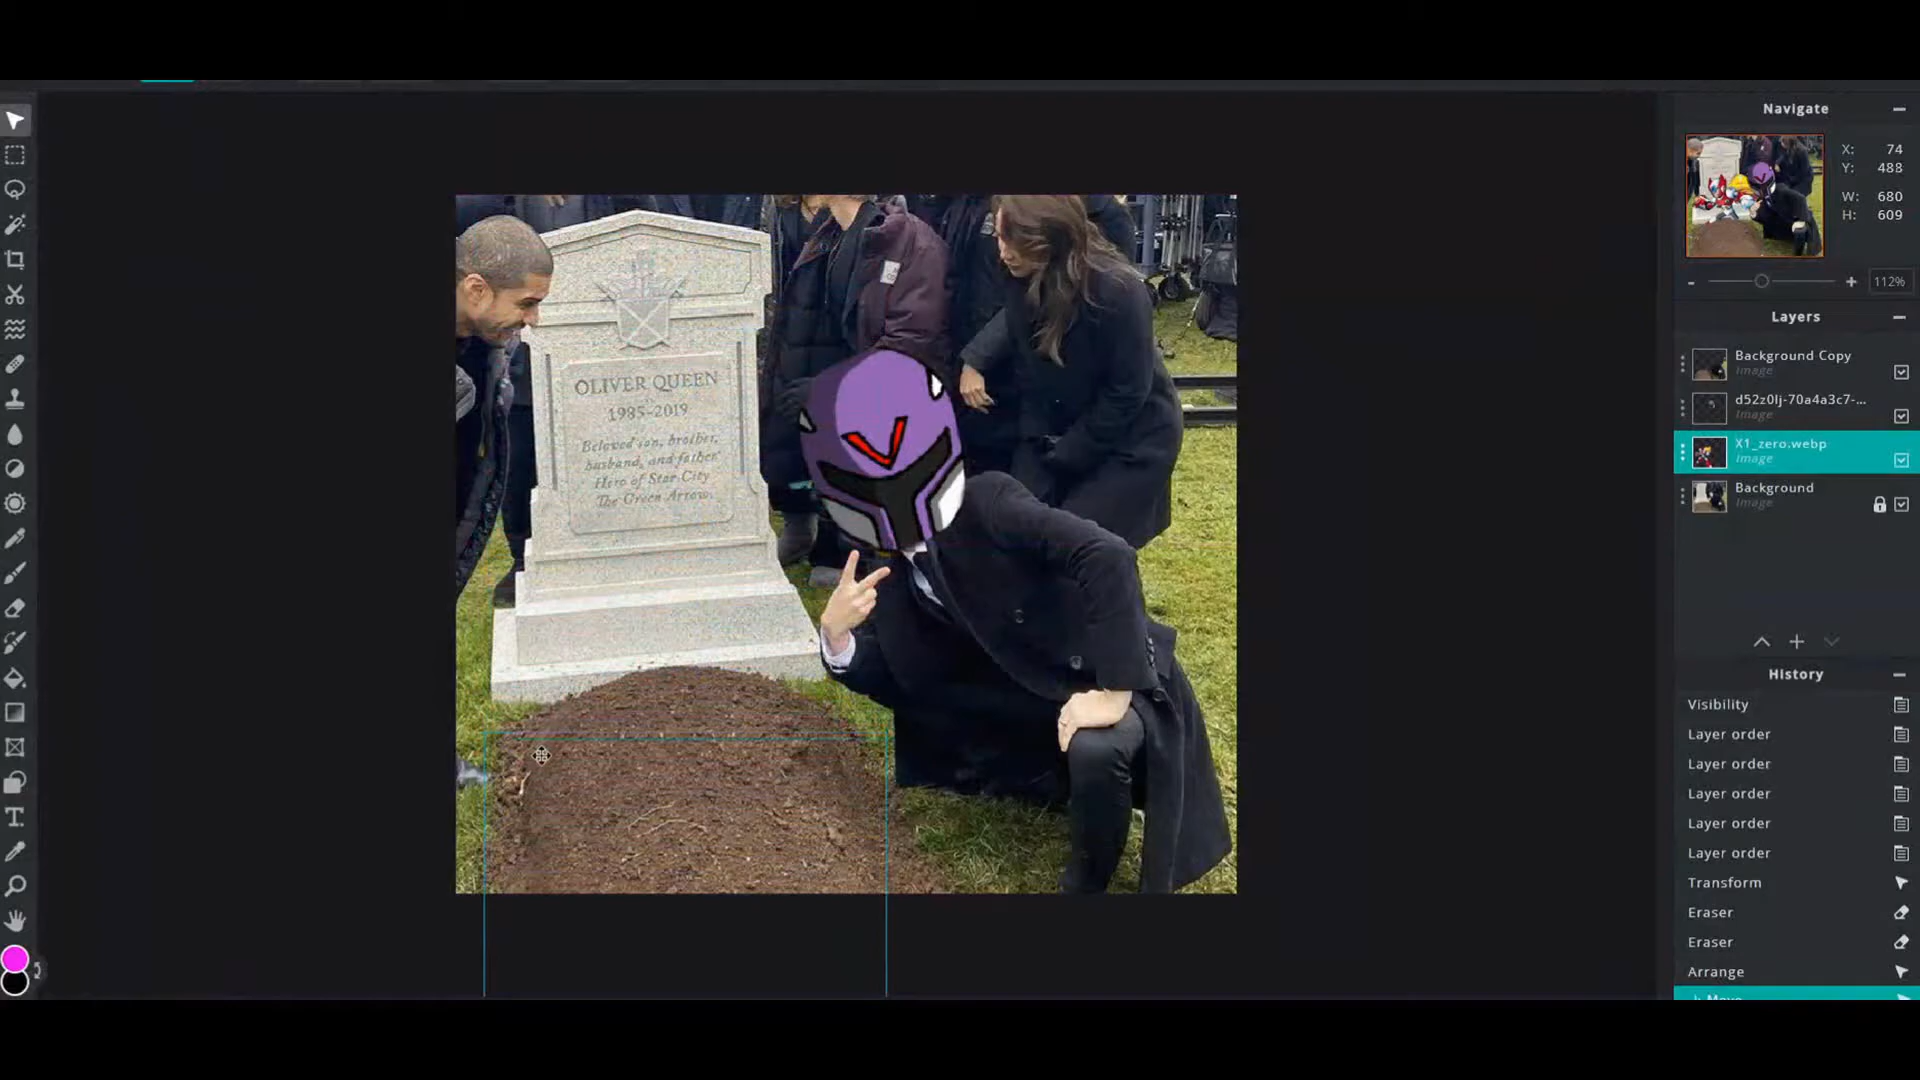 Navigate
X: 74
Y: 488
W: 680
H: 609
- + 112%
Layers
Background Copy
Image
d52z0lj-70a4a3c7-...
Image
X1_zero.webp
Image
Background
Image
History
Visibility
Layer order
Layer order
Layer order
Layer order
Layer order
Transform
Eraser
Eraser
Arrange
Move
OLIVER QUEEN
1985-2019
Beloved son, brother,
husband, and father
Hero of Star City
The Green Arrow.